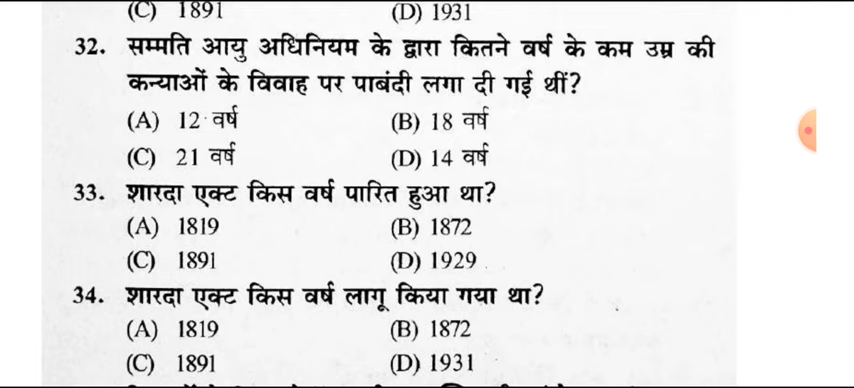 (C) 1891 (D) 1931
32. सम्मति आयु अधिनियम के द्वारा कितने वर्ष के कम उम्र की
कन्याओं के विवाह पर पाबंदी लगा दी गई थीं?
(A) 12 वर्ष (B) 18 वर्ष
(C) 21 वर्ष (D) 14 वर्ष
33. शारदा एक्ट किस वर्ष पारित हुआ था?
(A) 1819 (B) 1872
(C) 1891 (D) 1929
34. शारदा एक्ट किस वर्ष लागू किया गया था?
(A) 1819 (B) 1872
(C) 1891 (D) 1931